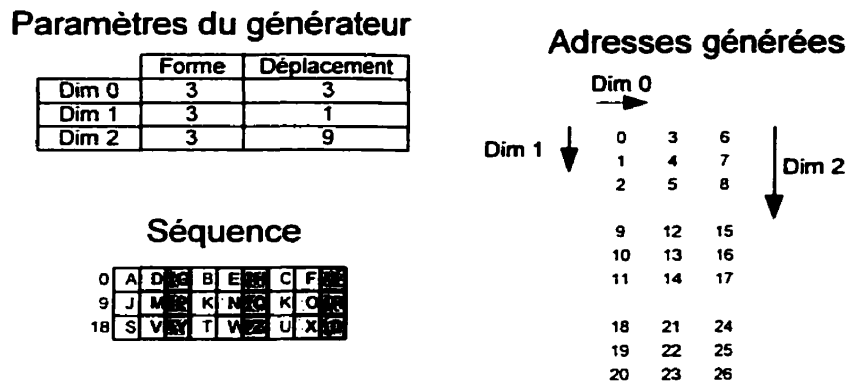 Paramètres du générateur
Forme Déplacement
Dim 0 3 3
Dim 1 3 1
Dim 2 3 9
Séquence
0 A D G B E H C F
9 J M K N K O
18 S V Y T W Z U X
Adresses générées
Dim 0
Dim 1
Dim 2
0 3 6
1 4 7
2 5 8
9 12 15
10 13 16
11 14 17
18 21 24
19 22 25
20 23 26